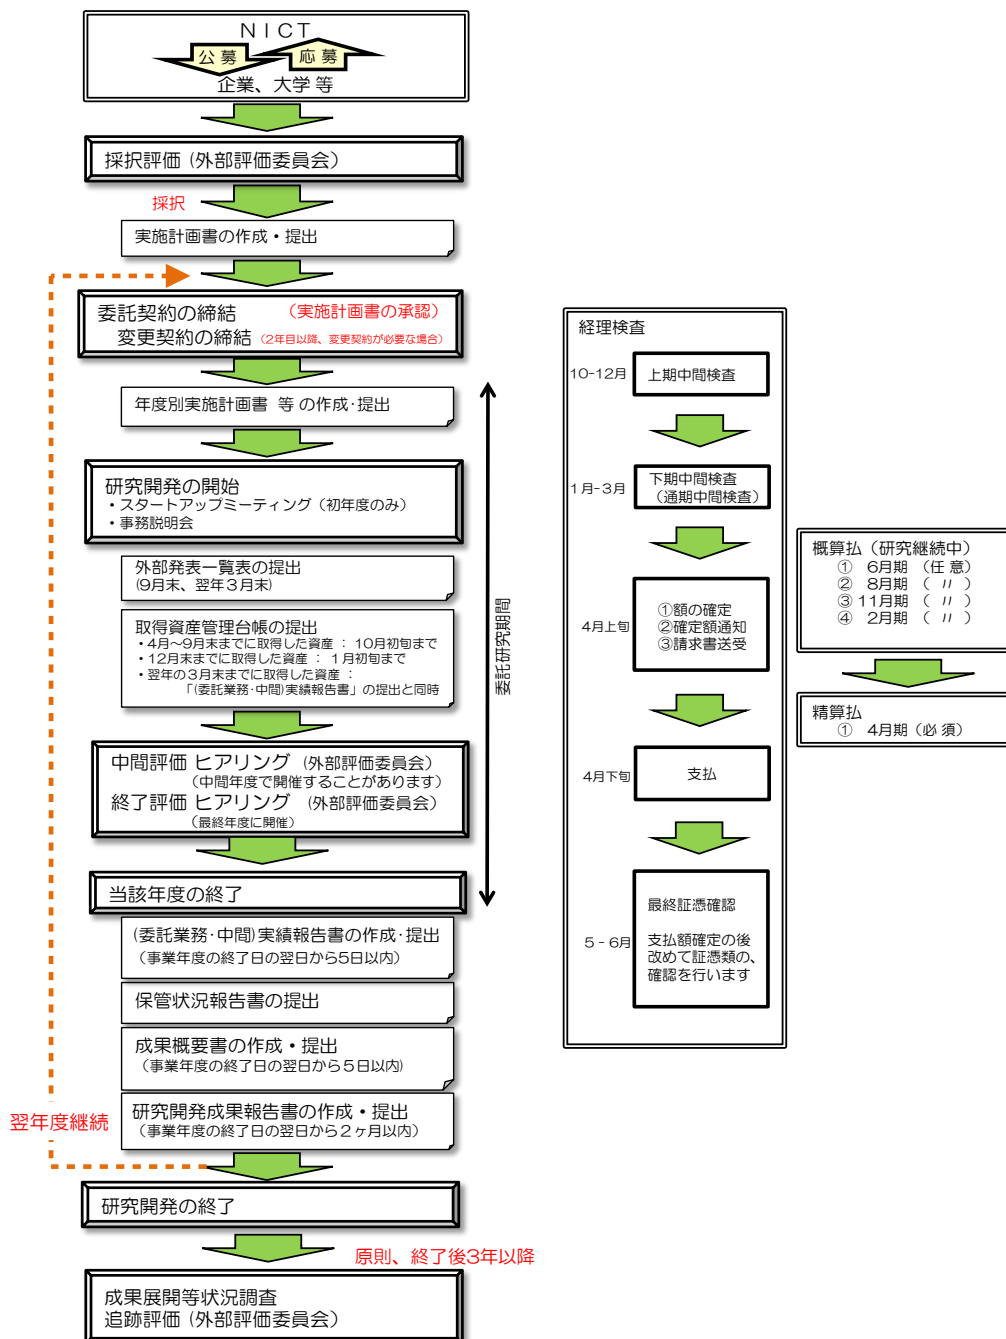 NICT
公募
応募
企業、大学 等
採択評価 (外部評価委員会)
採択
実施計画書の作成・提出
委託契約の締結 (実施計画書の承認)
変更契約の締結 (2年目以降、変更契約が必要な場合)
年度別実施計画書 等 の作成・提出
研究開発の開始
・スタートアップミーティング (初年度のみ)
・事務説明会
外部発表一覧表の提出
(9月末、翌年3月末)
取得資産管理台帳の提出
・4月～9月末までに取得した資産 : 10月初旬まで
・12月末までに取得した資産 : 1月初旬まで
・翌年の3月末までに取得した資産 :
「(委託業務・中間)実績報告書」の提出と同時
中間評価 ヒアリング (外部評価委員会)
(中間年度で開催することがあります)
終了評価 ヒアリング (外部評価委員会)
(最終年度に開催)
当該年度の終了
委託研究期間
(委託業務・中間)実績報告書の作成・提出
(事業年度の終了日の翌日から5日以内)
保管状況報告書の提出
成果概要書の作成・提出
(事業年度の終了日の翌日から5日以内)
研究開発成果報告書の作成・提出
(事業年度の終了日の翌日から2ヶ月以内)
翌年度継続
研究開発の終了
原則、終了後3年以降
成果展開等状況調査
追跡評価 (外部評価委員会)
経理検査
10-12月 上期中間検査
1月-3月 下期中間検査
(通期中間検査)
4月上旬
①額の確定
②確定額通知
③請求書送受
4月下旬 支払
5-6月
最終証憑確認
支払額確定の後
改めて証憑類の、
確認を行います
概算払 (研究継続中)
① 6月期 (任意)
② 8月期 ( 〃 )
③ 11月期 ( 〃 )
④ 2月期 ( 〃 )
精算払
① 4月期 (必須)